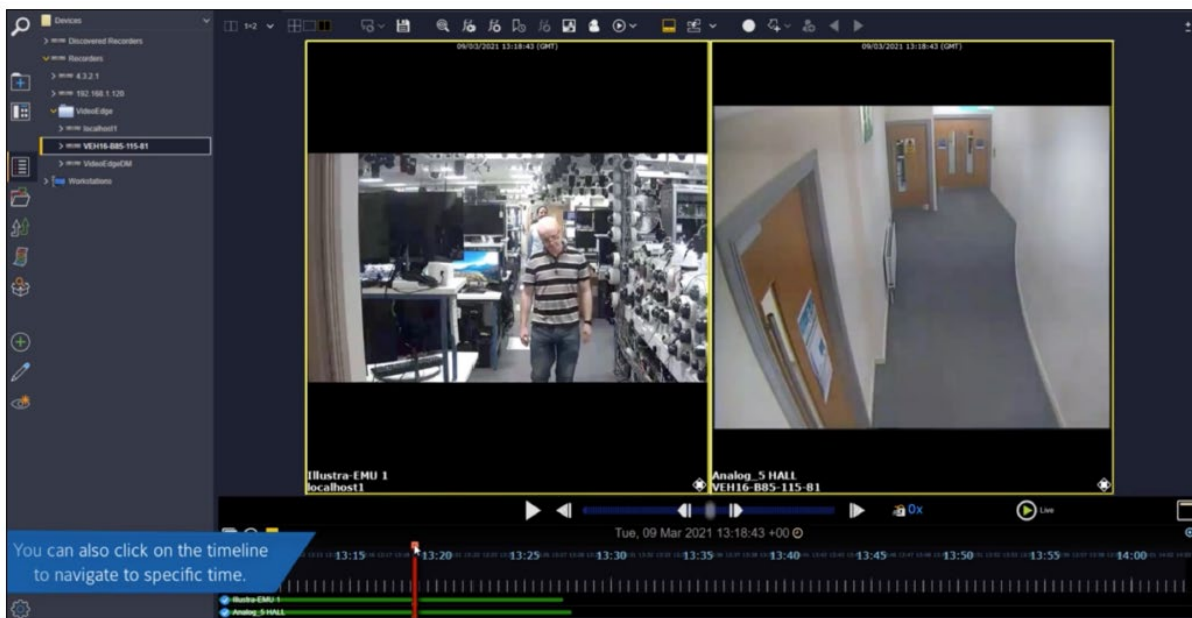 Devices
1×2
Discovered Recorders
Recorders
4.3.2.1
192.168.1.120
VideoEdge
localhost1
VEH16-B85-115-81
VideoEdgeDM
Workstations
09/03/2021 13:18:43 (GMT)
09/03/2021 13:18:43 (GMT)
Illustra-EMU 1
localhost1
Analog_5 HALL
VEH16-B85-115-81
0x
Live
Tue, 09 Mar 2021 13:18:43 +00
You can also click on the timeline
to navigate to specific time.
13:15 13:20 13:25 13:30 13:35 13:40 13:45 13:50 13:55 14:00
Illustra-EMU 1
Analog_5 HALL